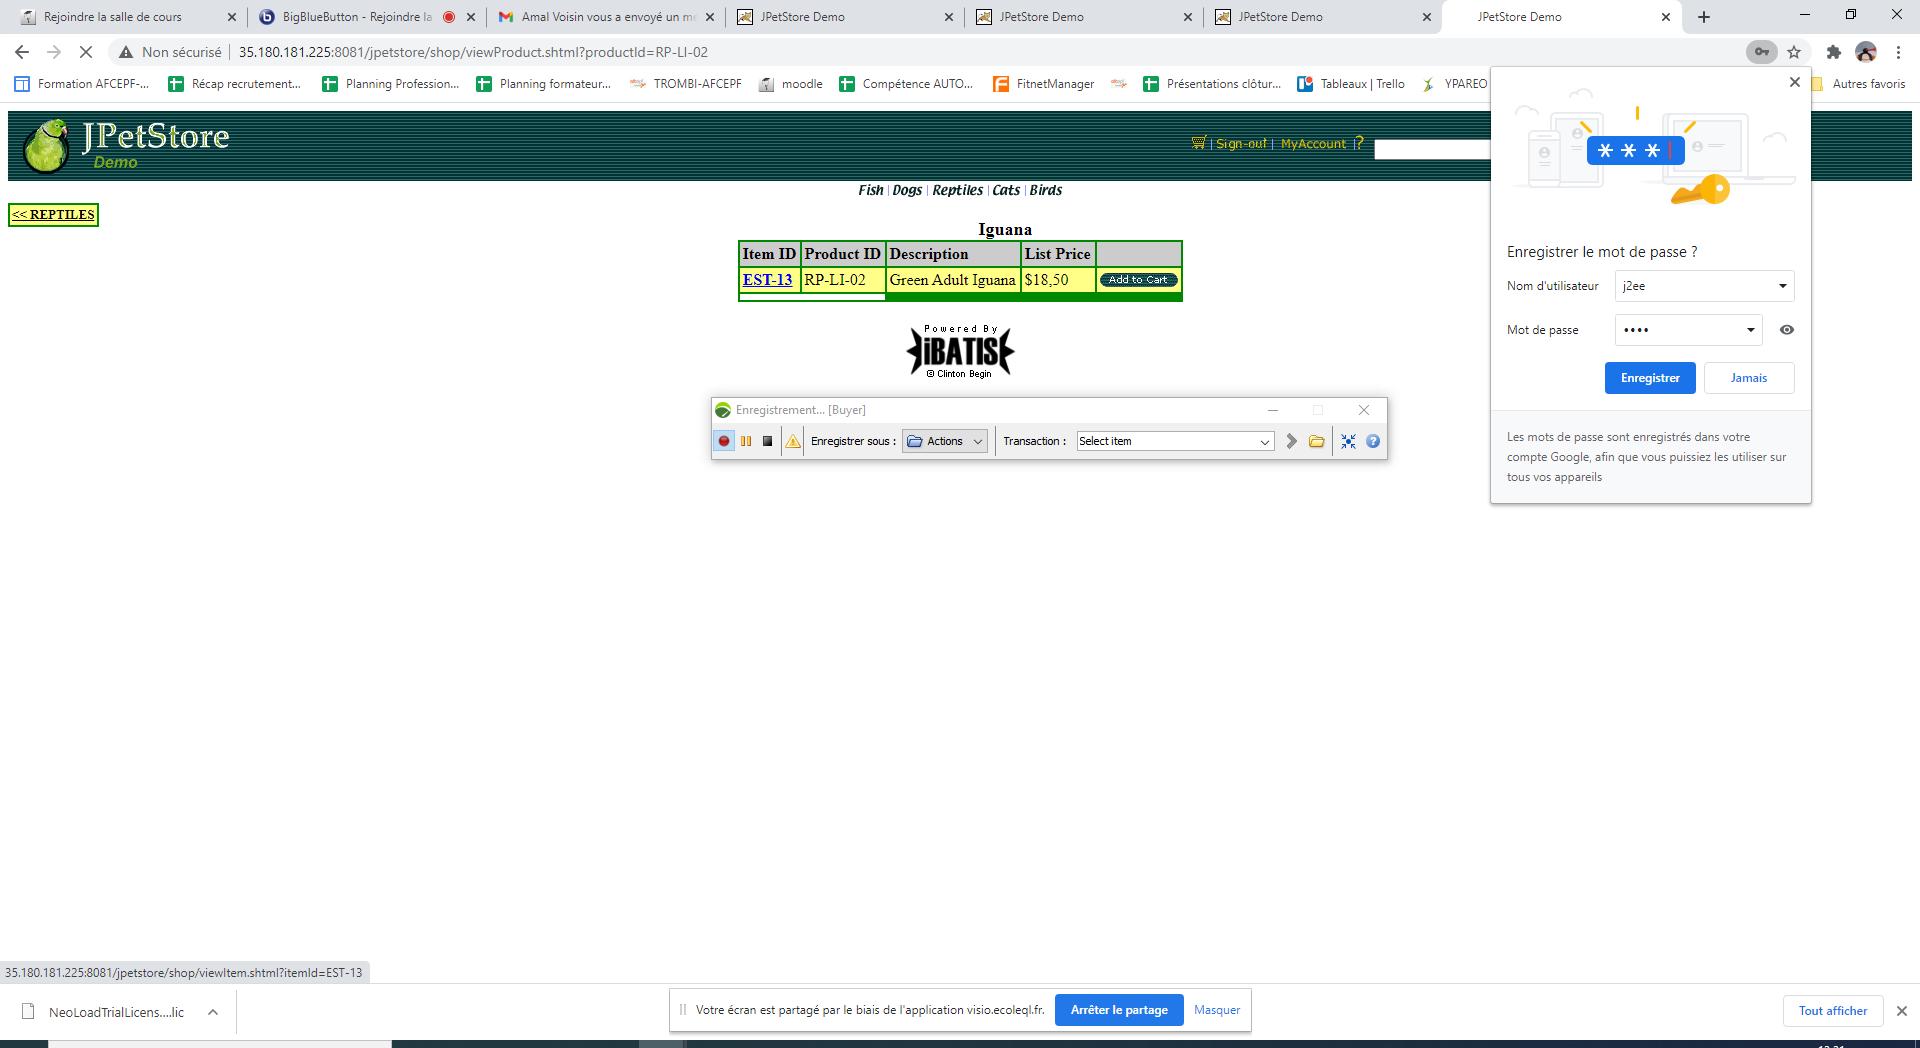 Rejoindre la salle de cours
BigBlueButton - Rejoindre la
Amal Voisin vous a envoyé un me
JPetStore Demo
JPetStore Demo
JPetStore Demo
JPetStore Demo
Non sécurisé
35.180.181.225:8081/jpetstore/shop/viewProduct.shtml?productId=RP-LI-02
Formation AFCEPF-...
Récap recrutement...
Planning Profession...
Planning formateur...
TROMBI-AFCEPF
moodle
Compétence AUTO...
FitnetManager
Présentations clôtur...
Tableaux | Trello
YPAREO
Autres favoris
JPetStore
Demo
| Sign-out | MyAccount | ?
Fish | Dogs | Reptiles | Cats | Birds
<< REPTILES
Iguana
Item ID Product ID Description List Price
EST-13 RP-LI-02 Green Adult Iguana $18,50 Add to Cart
Powered By
iBATIS
© Clinton Begin
Enregistrement... [Buyer]
Enregistrer sous : Actions Transaction : Select item
* * * |
Enregistrer le mot de passe ?
Nom d'utilisateur j2ee
Mot de passe ••••
Enregistrer Jamais
Les mots de passe sont enregistrés dans votre
compte Google, afin que vous puissiez les utiliser sur
tous vos appareils
35.180.181.225:8081/jpetstore/shop/viewItem.shtml?itemId=EST-13
NeoLoadTrialLicens....lic
Votre écran est partagé par le biais de l'application visio.ecoleql.fr.
Arrêter le partage
Masquer
Tout afficher